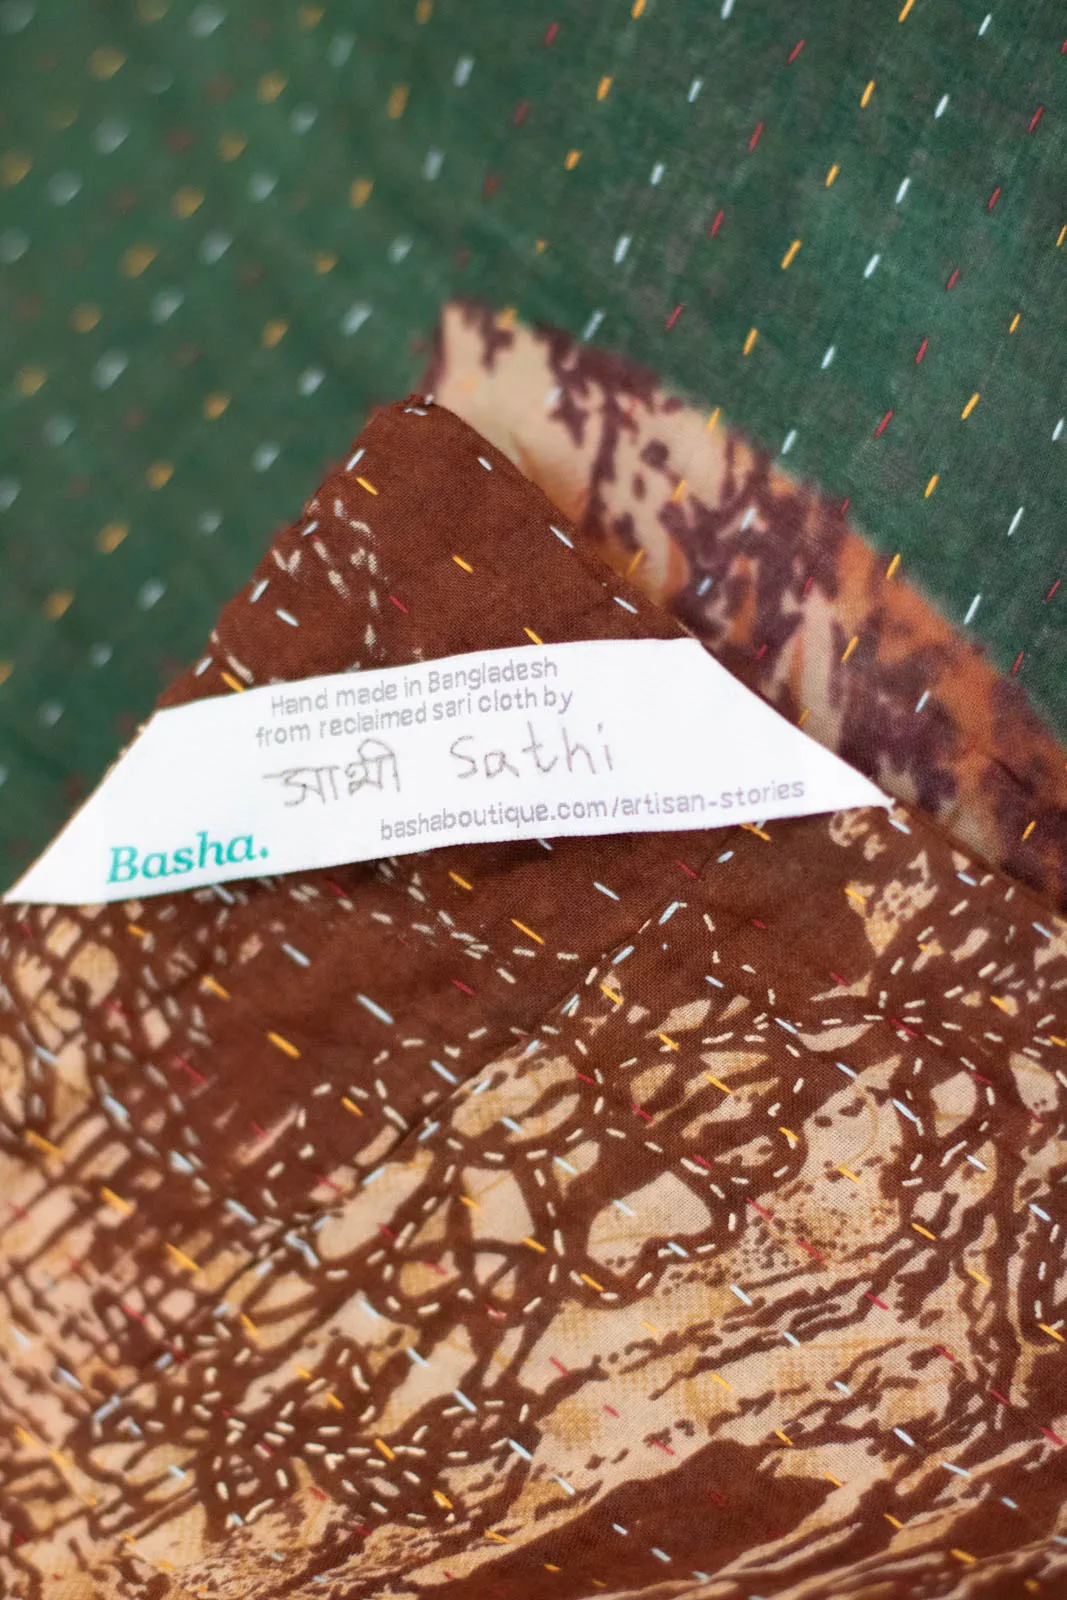 Hand made in Bangladesh
from reclaimed sari cloth by
সাথী Sathi
bashaboutique.com/artisan-stories
Basha.